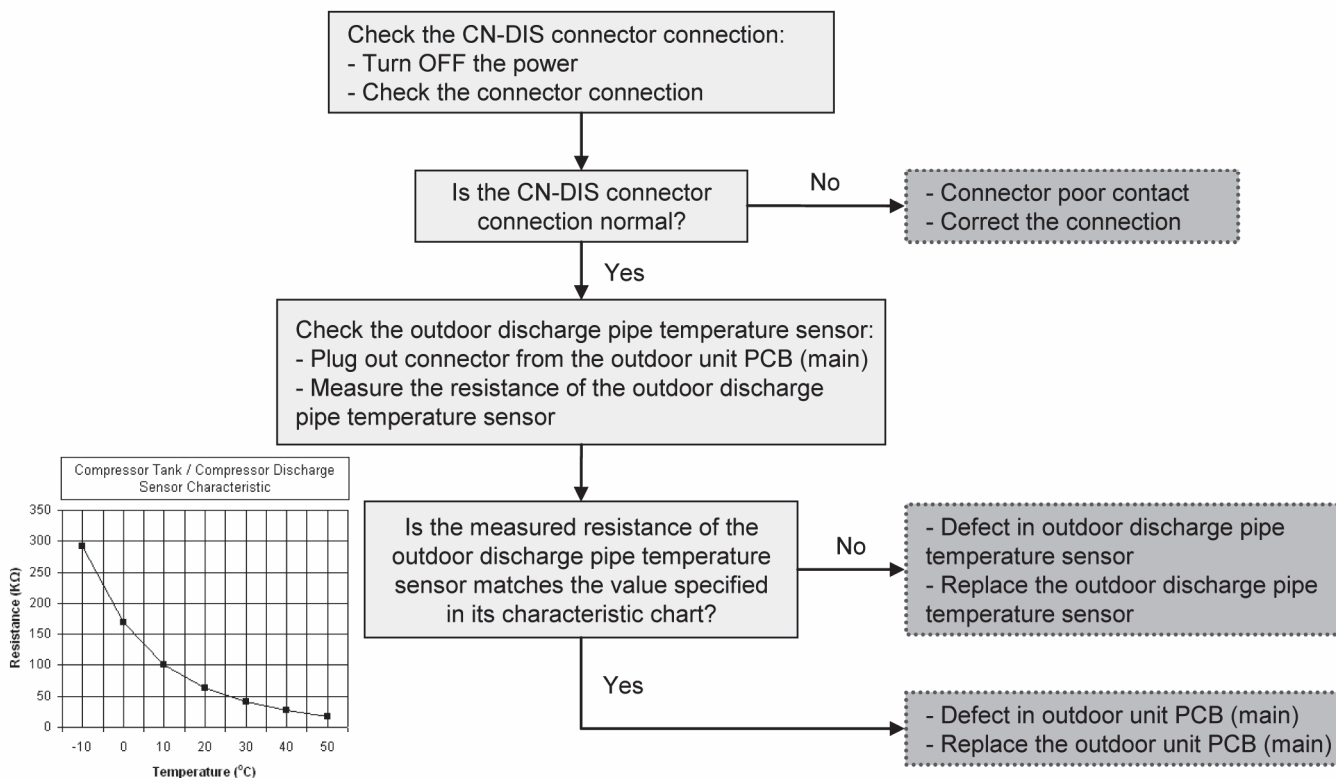 Check the CN-DIS connector connection:
- Turn OFF the power
- Check the connector connection
Is the CN-DIS connector
connection normal?
No
- Connector poor contact
- Correct the connection
Yes
Check the outdoor discharge pipe temperature sensor:
- Plug out connector from the outdoor unit PCB (main)
- Measure the resistance of the outdoor discharge
pipe temperature sensor
Compressor Tank / Compressor Discharge
Sensor Characteristic
Resistance (KΩ)
350
300
250
200
150
100
50
0
-10 0 10 20 30 40 50
Temperature (°C)
Is the measured resistance of the
outdoor discharge pipe temperature
sensor matches the value specified
in its characteristic chart?
No
- Defect in outdoor discharge pipe
temperature sensor
- Replace the outdoor discharge pipe
temperature sensor
Yes
- Defect in outdoor unit PCB (main)
- Replace the outdoor unit PCB (main)